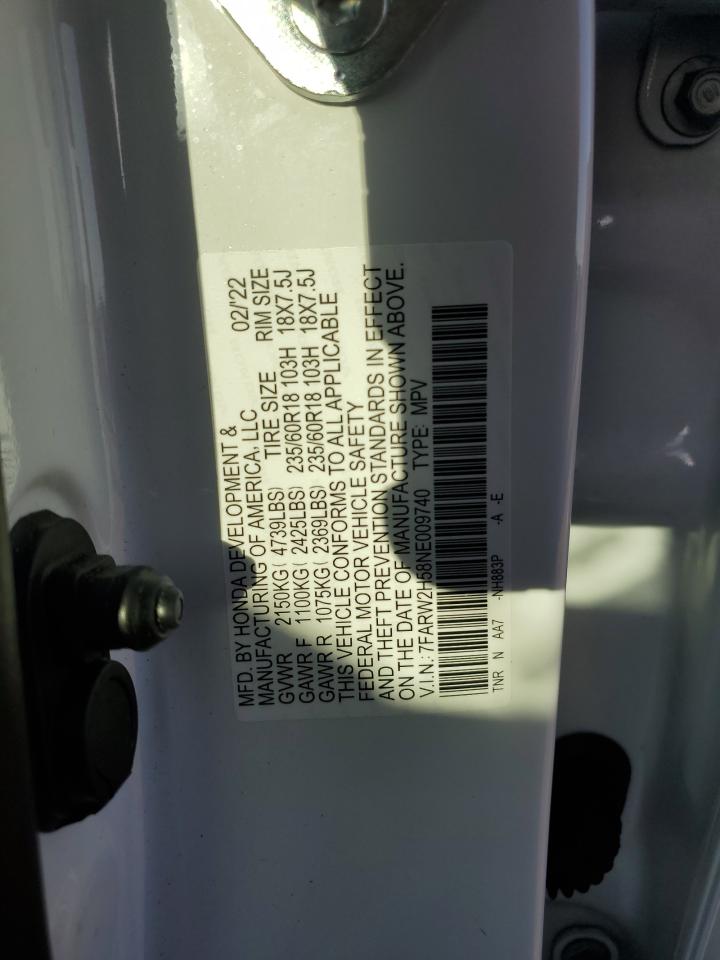 MFD. BY HONDA DEVELOPMENT & 02/'22
MANUFACTURING OF AMERICA, LLC
GVWR 2150KG( 4739LBS) TIRE SIZE RIM SIZE
GAWR F 1100KG( 2425LBS) 235/60R18 103H 18X7.5J
GAWR R 1075KG( 2369LBS) 235/60R18 103H 18X7.5J
THIS VEHICLE CONFORMS TO ALL APPLICABLE
FEDERAL MOTOR VEHICLE SAFETY
AND THEFT PREVENTION STANDARDS IN EFFECT
ON THE DATE OF MANUFACTURE SHOWN ABOVE.
V.I.N.: 7FARW2H58NE009740 TYPE: MPV
TNR N AA7 -NH883P -A -E